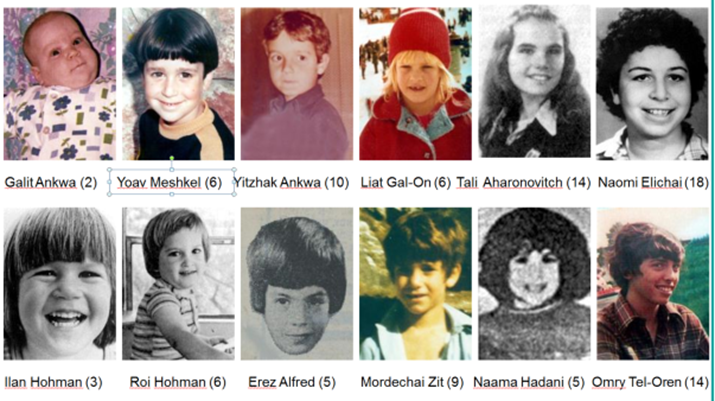 Galit Ankwa (2) Yoav Meshkel (6) Yitzhak Ankwa (10) Liat Gal-On (6) Tali Aharonovitch (14) Naomi Elichai (18)
Ilan Hohman (3) Roi Hohman (6) Erez Alfred (5) Mordechai Zit (9) Naama Hadani (5) Omry Tel-Oren (14)